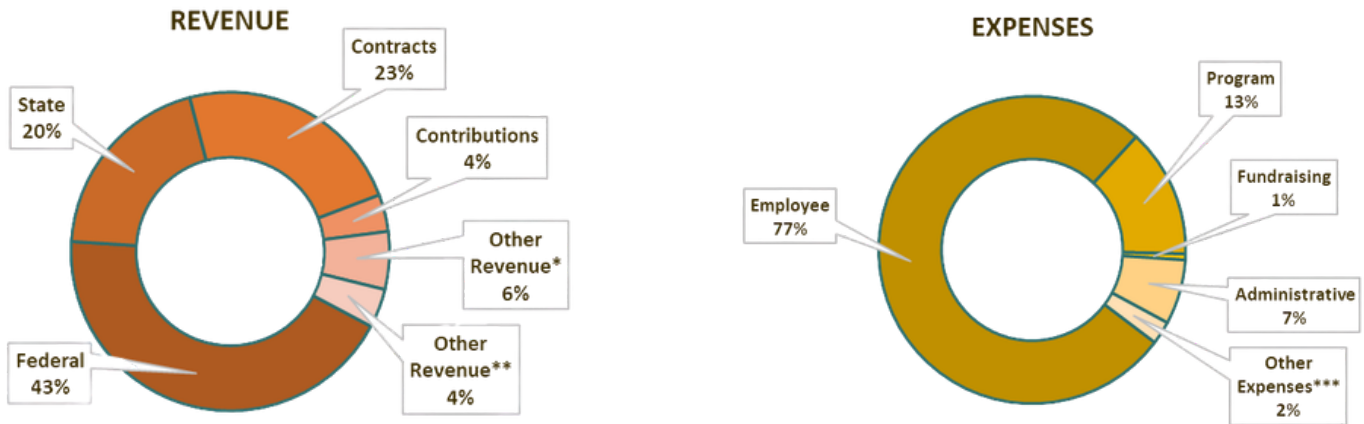 REVENUE
Contracts
23%
State
20%
Contributions
4%
Other
Revenue*
6%
Other
Revenue**
4%
Federal
43%
EXPENSES
Program
13%
Fundraising
1%
Employee
77%
Administrative
7%
Other
Expenses***
2%